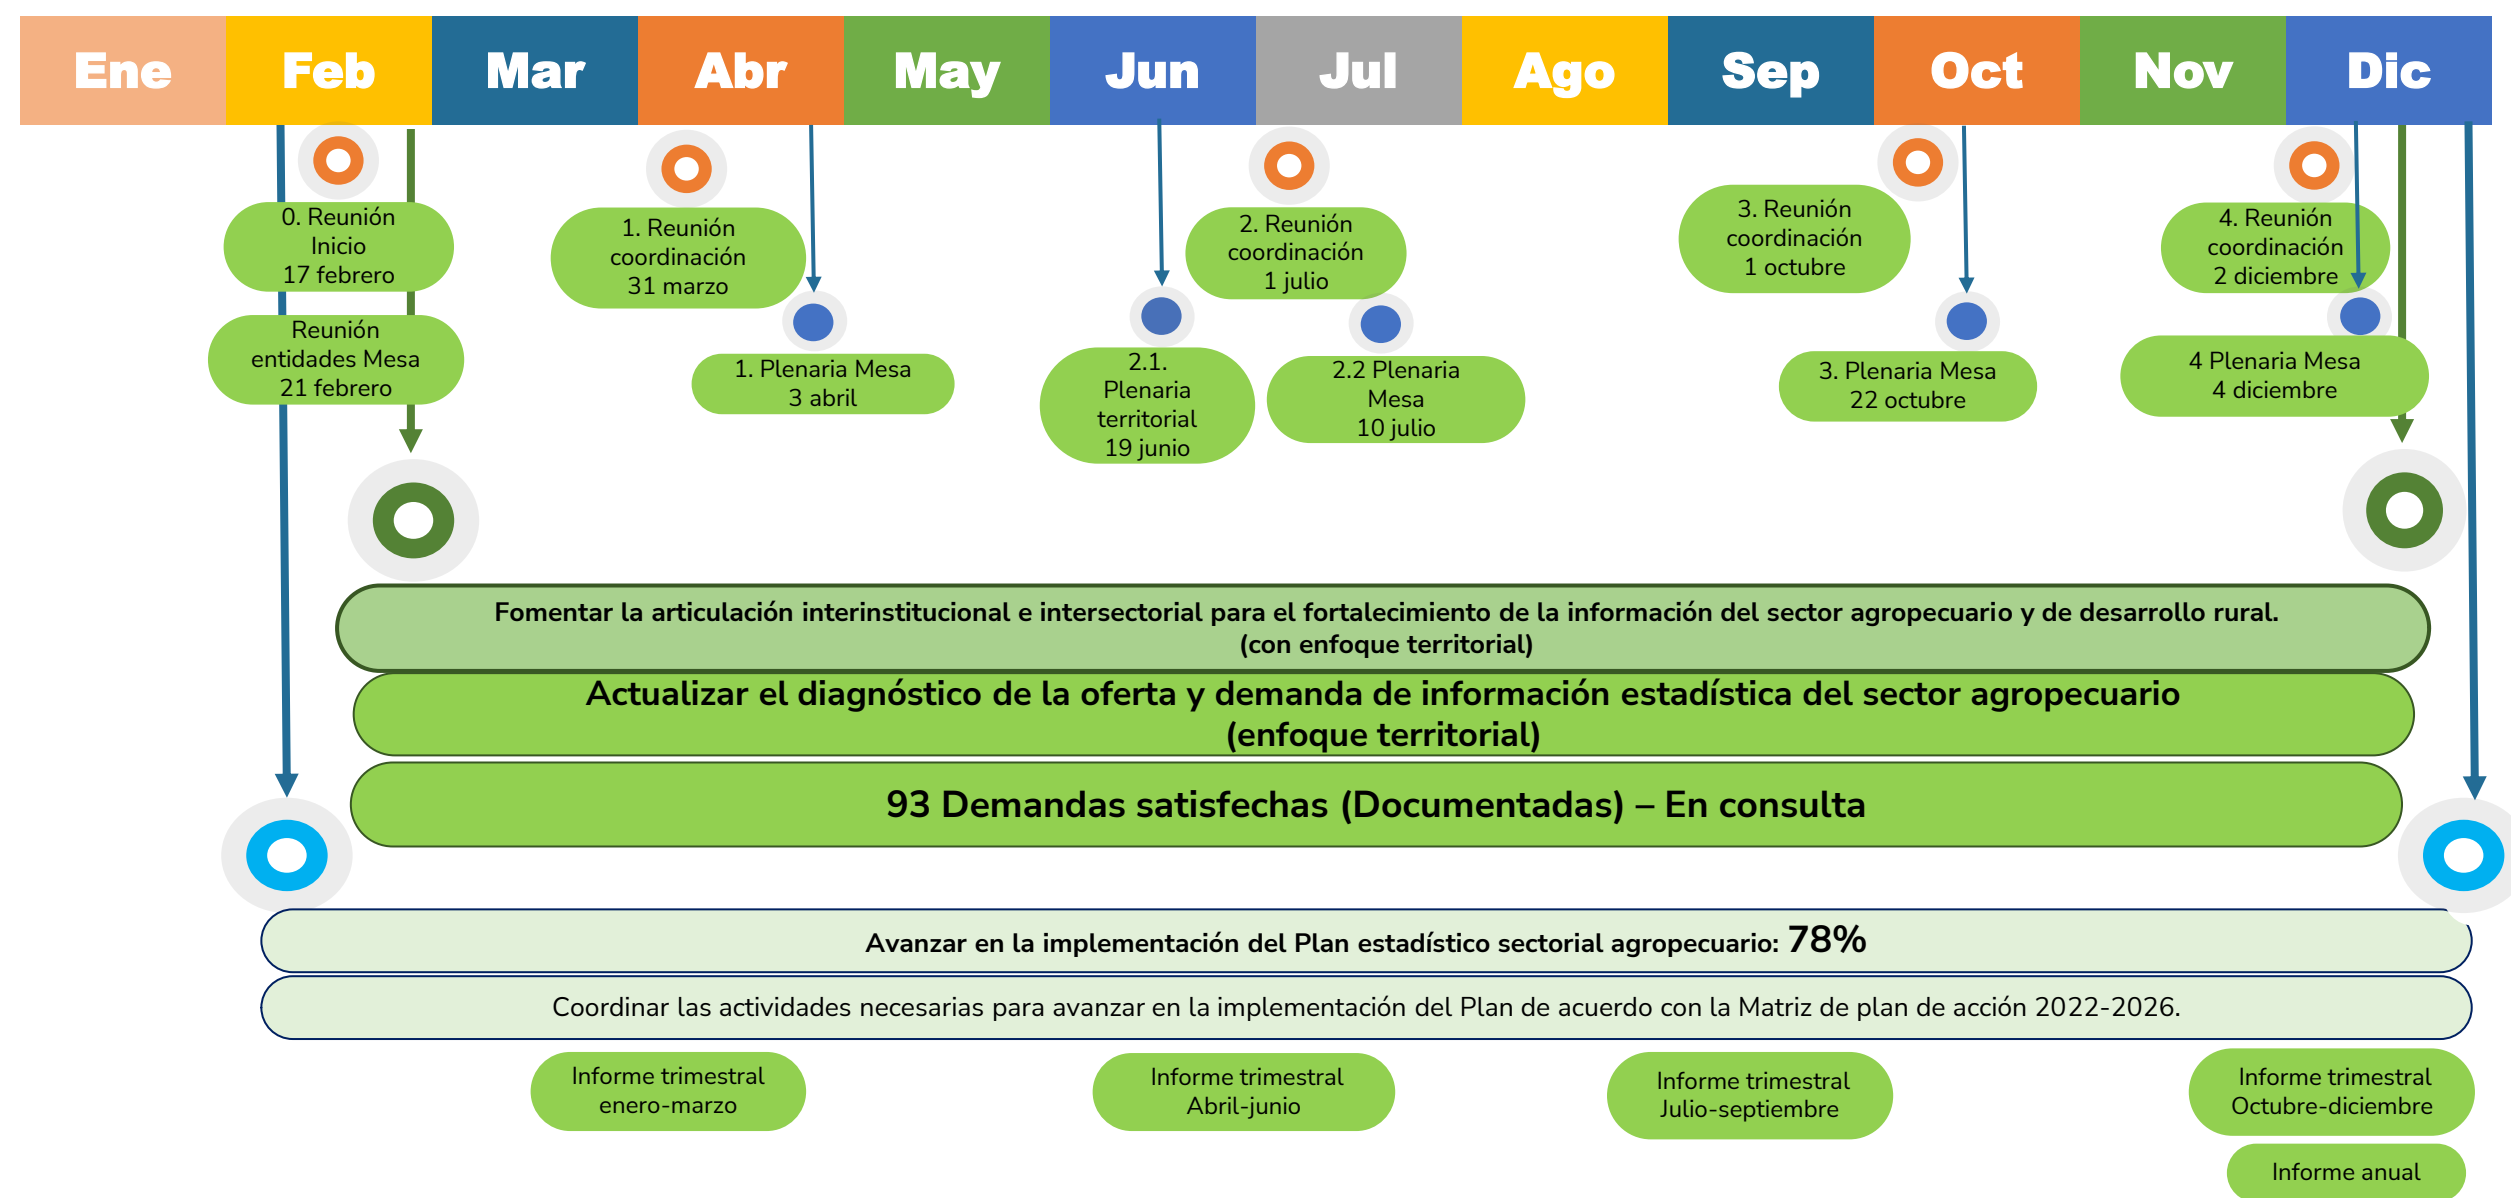 Ene Feb Mar Abr May Jun Jul Ago Sep Oct Nov Dic
0. Reunión
Inicio
17 febrero
Reunión
entidades Mesa
21 febrero
1. Reunión
coordinación
31 marzo
1. Plenaria Mesa
3 abril
2.1.
Plenaria
territorial
19 junio
2. Reunión
coordinación
1 julio
2.2 Plenaria
Mesa
10 julio
3. Reunión
coordinación
1 octubre
3. Plenaria Mesa
22 octubre
4. Reunión
coordinación
2 diciembre
4 Plenaria Mesa
4 diciembre
Fomentar la articulación interinstitucional e intersectorial para el fortalecimiento de la información del sector agropecuario y de desarrollo rural.
(con enfoque territorial)
Actualizar el diagnóstico de la oferta y demanda de información estadística del sector agropecuario
(enfoque territorial)
93 Demandas satisfechas (Documentadas) – En consulta
Avanzar en la implementación del Plan estadístico sectorial agropecuario: 78%
Coordinar las actividades necesarias para avanzar en la implementación del Plan de acuerdo con la Matriz de plan de acción 2022-2026.
Informe trimestral
enero-marzo
Informe trimestral
Abril-junio
Informe trimestral
Julio-septiembre
Informe trimestral
Octubre-diciembre
Informe anual